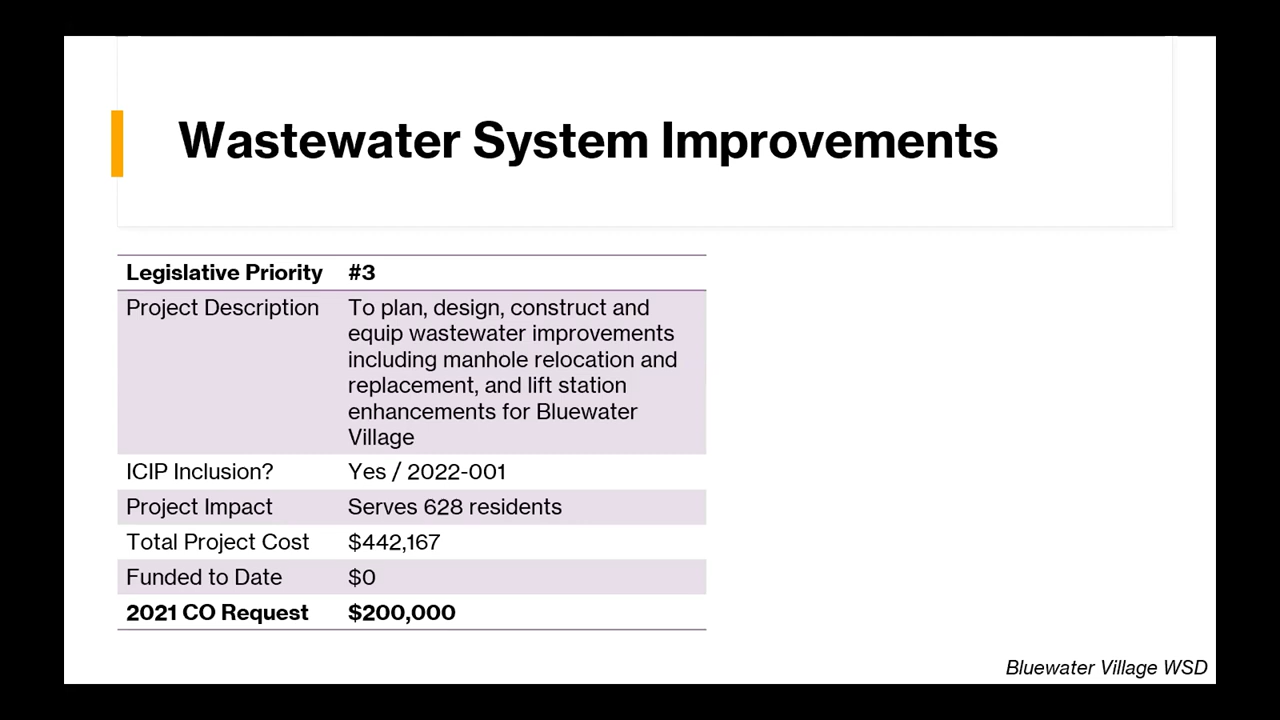 Wastewater System Improvements
Legislative Priority #3
Project Description To plan, design, construct and
equip wastewater improvements
including manhole relocation and
replacement, and lift station
enhancements for Bluewater
Village
ICIP Inclusion? Yes / 2022-001
Project Impact Serves 628 residents
Total Project Cost $442,167
Funded to Date $0
2021 CO Request $200,000
Bluewater Village WSD